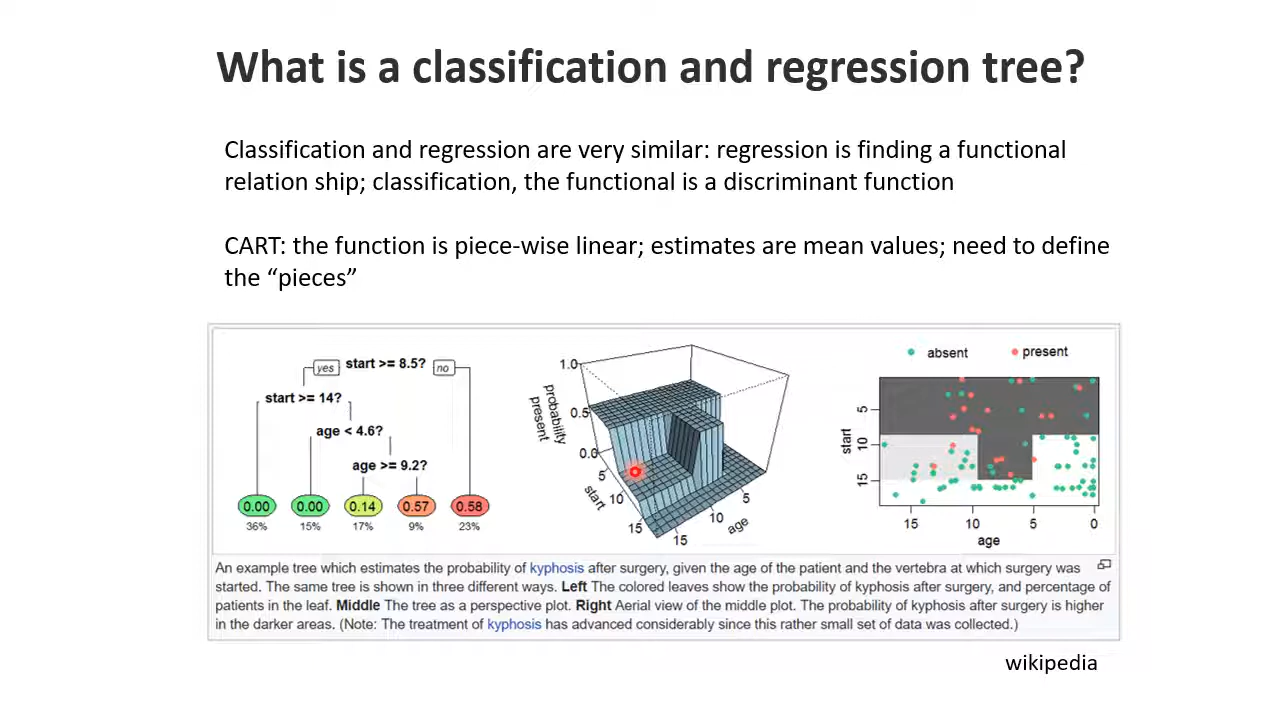 What is a classification and regression tree?
Classification and regression are very similar: regression is finding a functional
relation ship; classification, the functional is a discriminant function
CART: the function is piece-wise linear; estimates are mean values; need to define
the “pieces”
yes start >= 8.5? no
start >= 14?
age < 4.6?
age >= 9.2?
0.00 0.00 0.14 0.57 0.58
36% 15% 17% 9% 23%
1.0
0.5
0.0
probability
present
5
10
15
start
5
10
15
age
absent present
5
10
15
start
15 10 5 0
age
An example tree which estimates the probability of kyphosis after surgery, given the age of the patient and the vertebra at which surgery was
started. The same tree is shown in three different ways. Left The colored leaves show the probability of kyphosis after surgery, and percentage of
patients in the leaf. Middle The tree as a perspective plot. Right Aerial view of the middle plot. The probability of kyphosis after surgery is higher
in the darker areas. (Note: The treatment of kyphosis has advanced considerably since this rather small set of data was collected.)
wikipedia